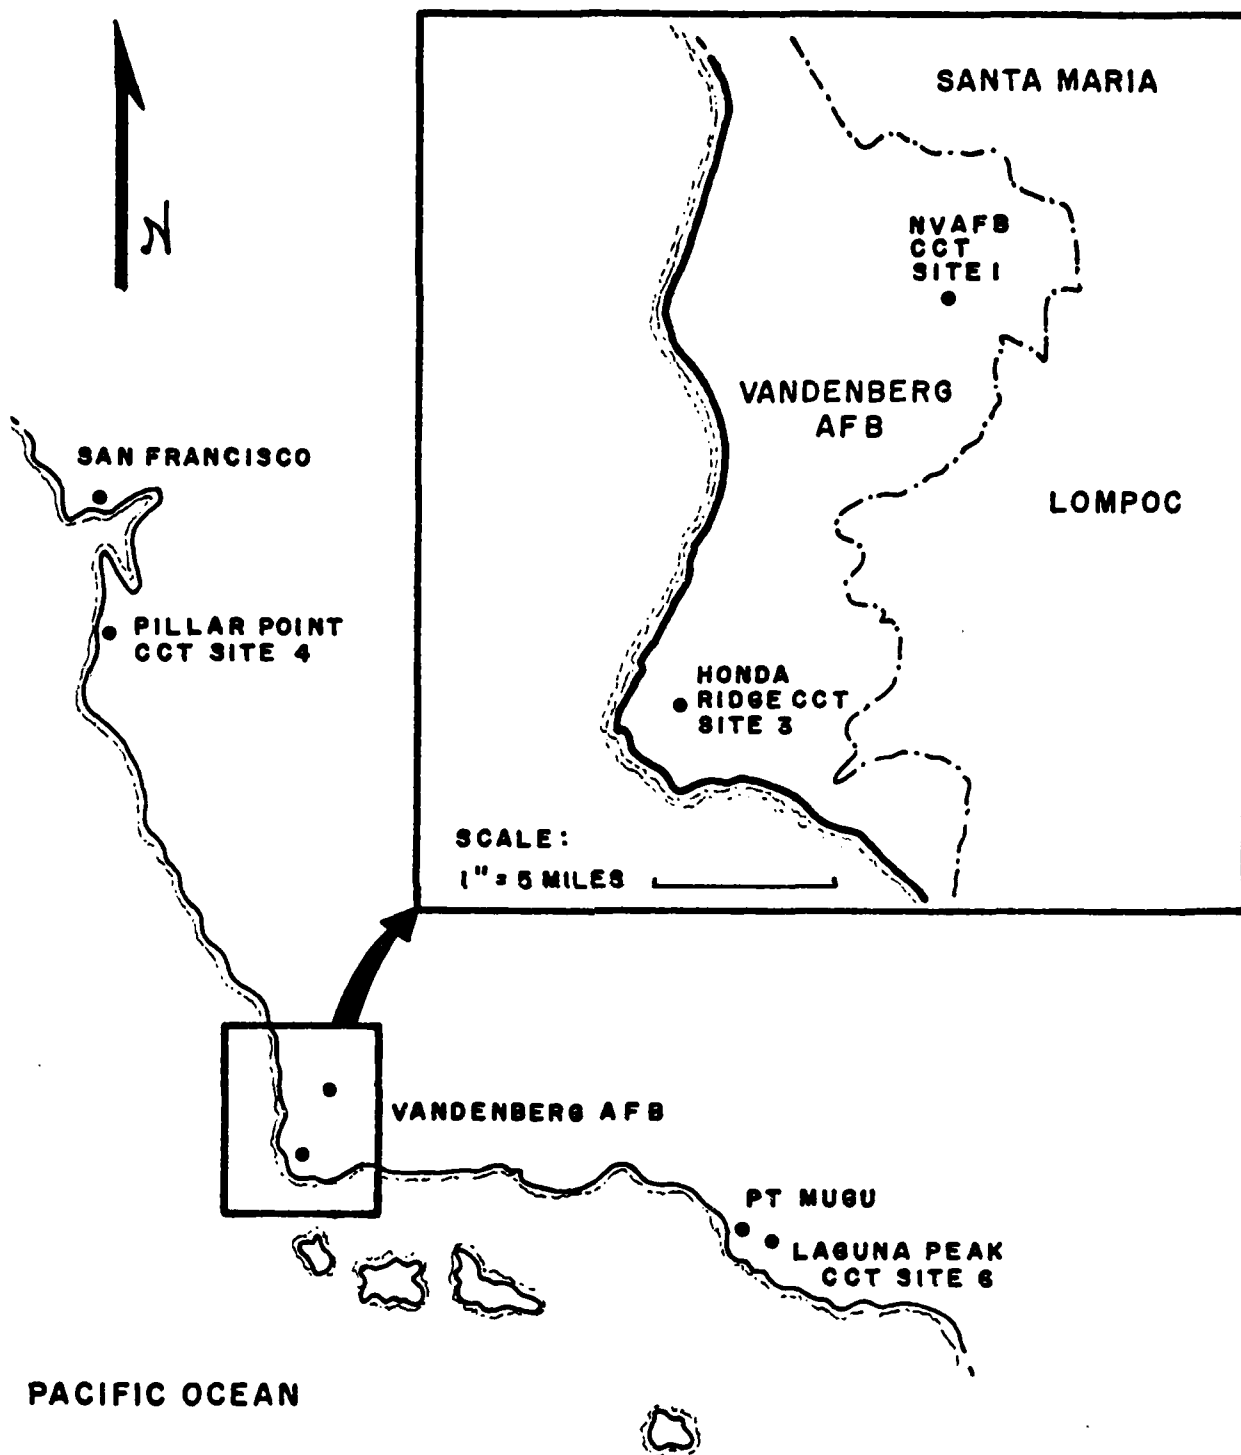 SANTA MARIA
NVAFB
CCT
SITE 1
VANDENBERG
AFB
LOMPOC
HONDA
RIDGE CCT
SITE 3
SCALE:
1" = 5 MILES
N
SAN FRANCISCO
PILLAR POINT
CCT SITE 4
VANDENBERG AFB
PT MUGU
LAGUNA PEAK
CCT SITE 6
PACIFIC OCEAN